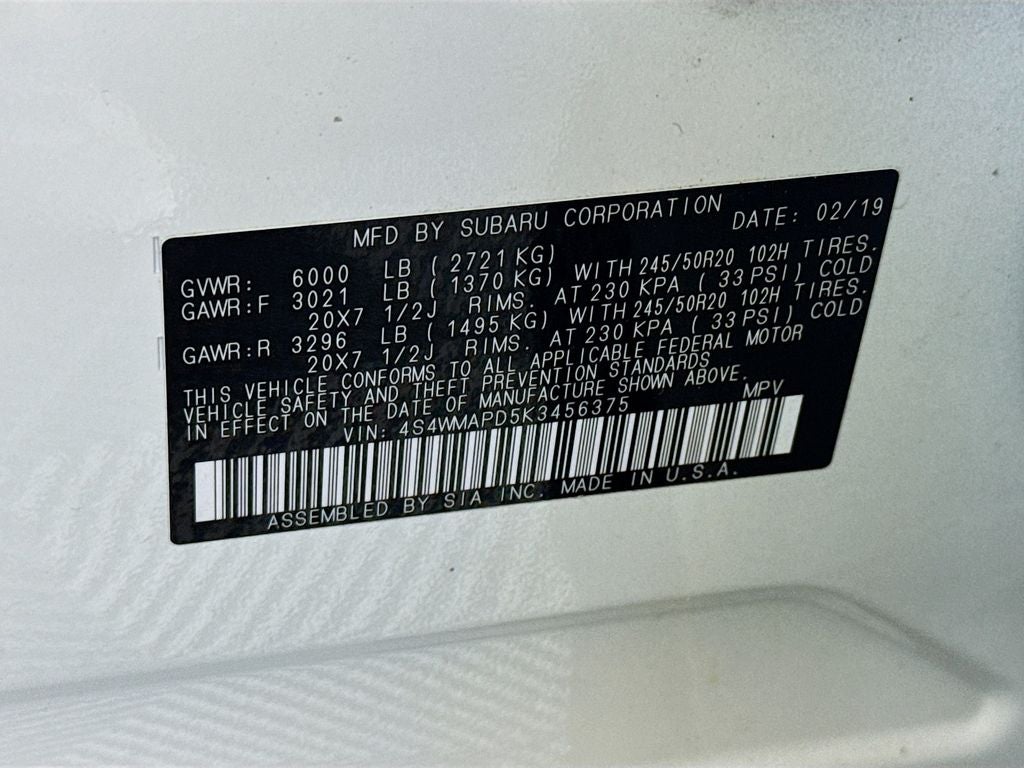 MFD BY SUBARU CORPORATION DATE: 02/19
GVWR: 6000 LB ( 2721 KG)
GAWR:F 3021 LB ( 1370 KG) WITH 245/50R20 102H TIRES.
20X7 1/2J RIMS. AT 230 KPA ( 33 PSI) COLD
GAWR:R 3296 LB ( 1495 KG) WITH 245/50R20 102H TIRES.
20X7 1/2J RIMS. AT 230 KPA ( 33 PSI) COLD
THIS VEHICLE CONFORMS TO ALL APPLICABLE FEDERAL MOTOR
VEHICLE SAFETY AND THEFT PREVENTION STANDARDS
IN EFFECT ON THE DATE OF MANUFACTURE SHOWN ABOVE.
VIN: 4S4WMAPD5K3456375 MPV
ASSEMBLED BY SIA INC. MADE IN U.S.A.